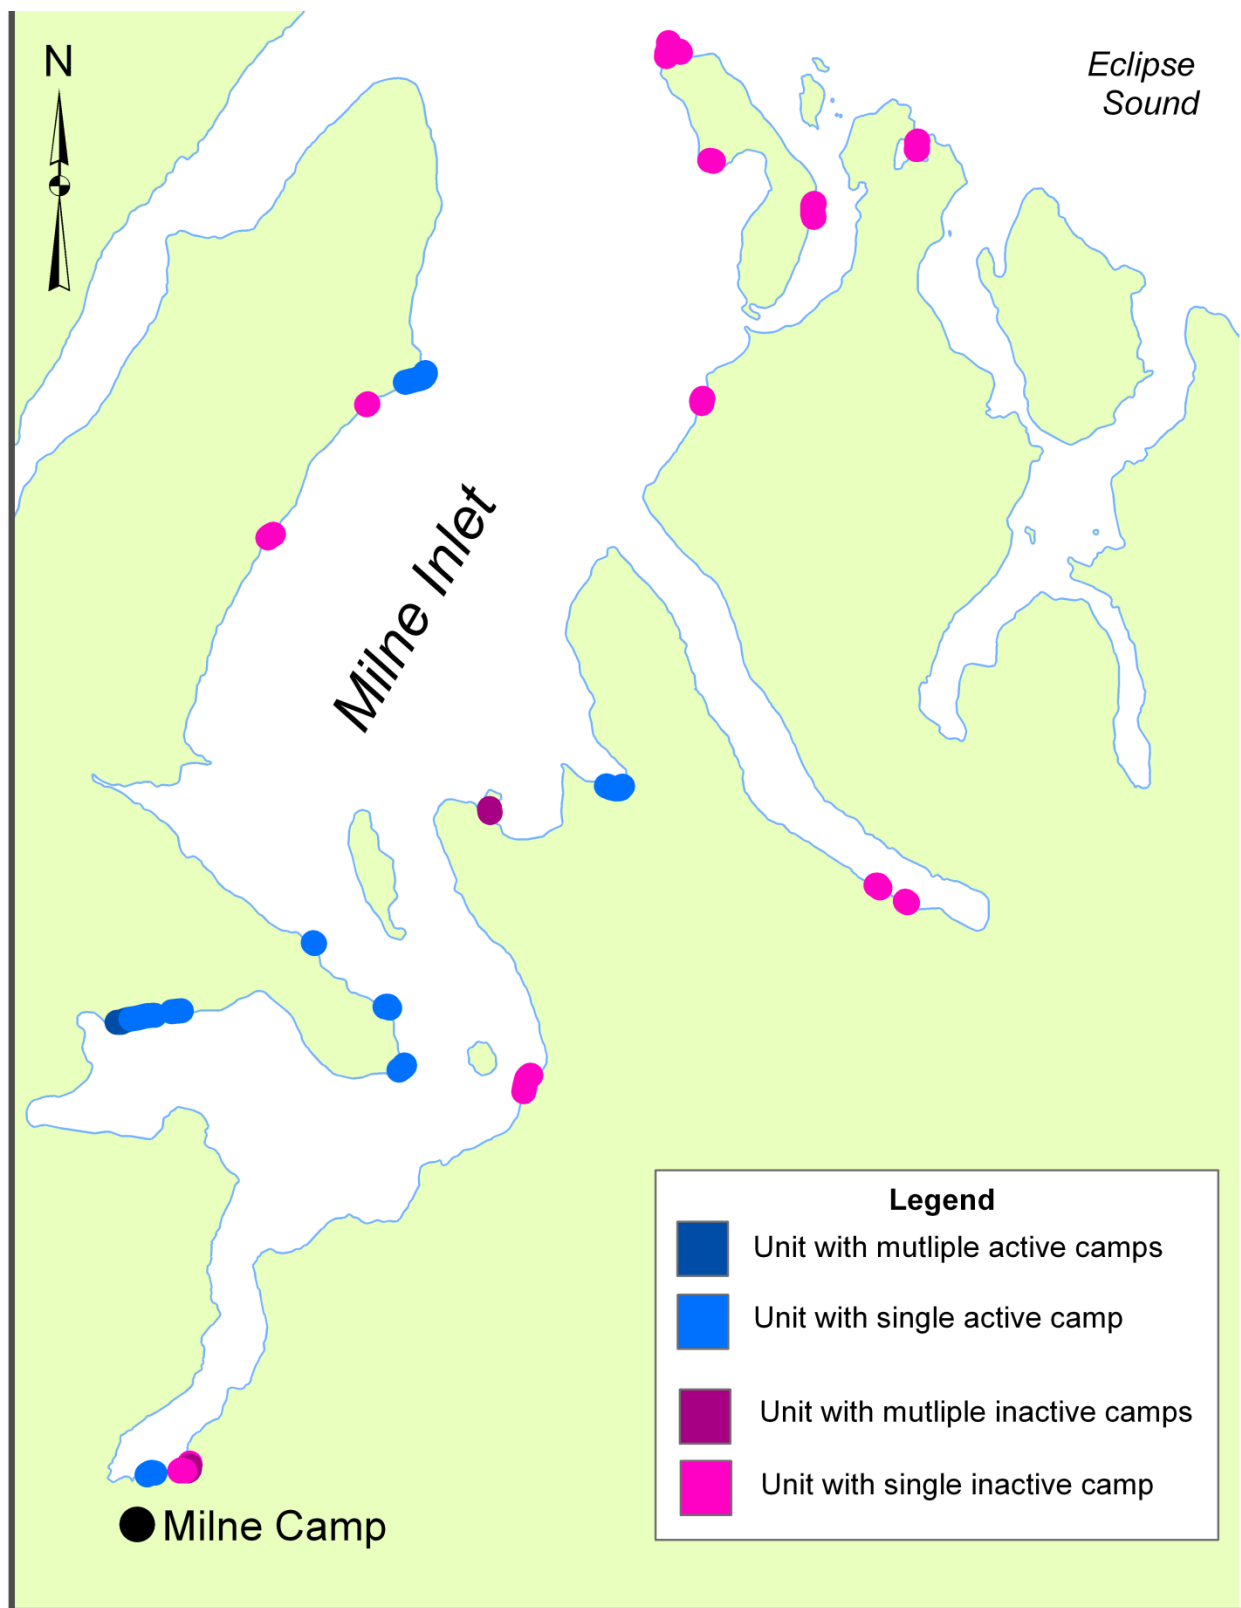 N
Eclipse
Sound
Milne Inlet
Legend
Unit with mutliple active camps
Unit with single active camp
Unit with mutliple inactive camps
Unit with single inactive camp
Milne Camp